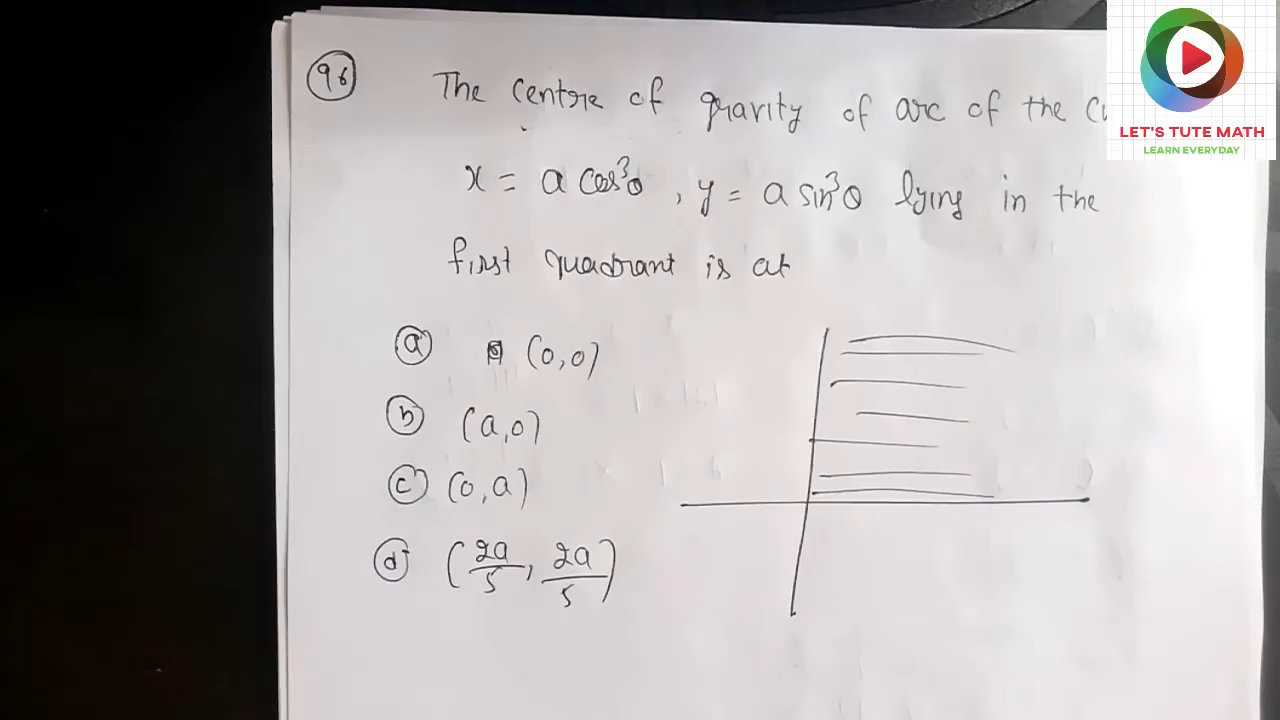 96
The centre of gravity of arc of the
x = a cos³θ, y = a sin³θ lying in the
first quadrant is at
a (0,0)
b (a,0)
c (0,a)
d (2a/5, 2a/5)
LET'S TUTE MATH
LEARN EVERYDAY